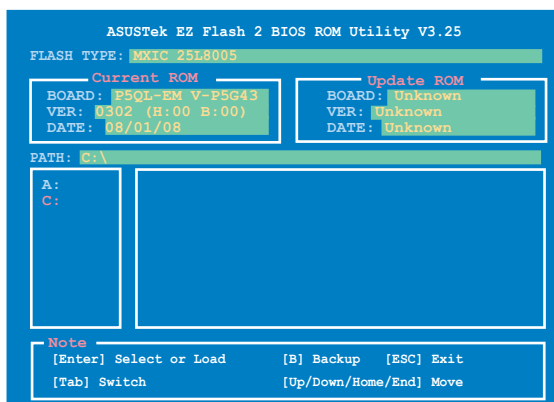 ASUSTek EZ Flash 2 BIOS ROM Utility V3.25
FLASH TYPE: MXIC 25L8005
Current ROM
BOARD: P5QL-EM V-P5G43
VER: 0302 (H:00 B:00)
DATE: 08/01/08
Update ROM
BOARD: Unknown
VER: Unknown
DATE: Unknown
PATH: C:\
A:
C:
Note
[Enter] Select or Load [B] Backup [ESC] Exit
[Tab] Switch [Up/Down/Home/End] Move